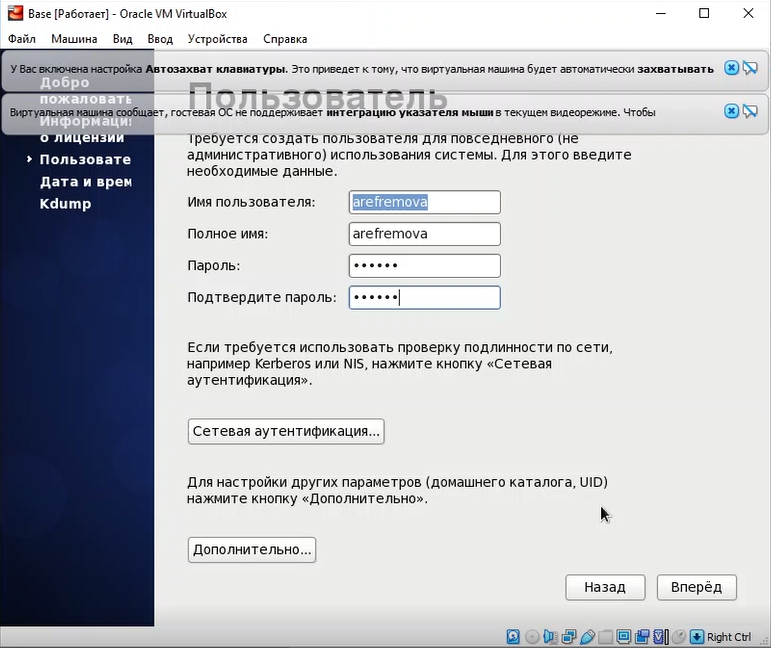 Base [Работает] - Oracle VM VirtualBox
Файл Машина Вид Ввод Устройства Справка
У Вас включена настройка Автозахват клавиатуры. Это приведет к тому, что виртуальная машина будет автоматически захватывать
Добро
пожаловать
Пользователь
Виртуальная машина сообщает, гостевая ОС не поддерживает интеграцию указателя мыши в текущем видеорежиме. Чтобы
Информаци
о лицензии
Пользовате
Дата и врем
Kdump
Требуется создать пользователя для повседневного (не
административного) использования системы. Для этого введите
необходимые данные.
Имя пользователя: arefremova
Полное имя: arefremova
Пароль: ••••••
Подтвердите пароль: ••••••
Если требуется использовать проверку подлинности по сети,
например Kerberos или NIS, нажмите кнопку «Сетевая
аутентификация».
Сетевая аутентификация...
Для настройки других параметров (домашнего каталога, UID)
нажмите кнопку «Дополнительно».
Дополнительно...
Назад Вперёд
Right Ctrl